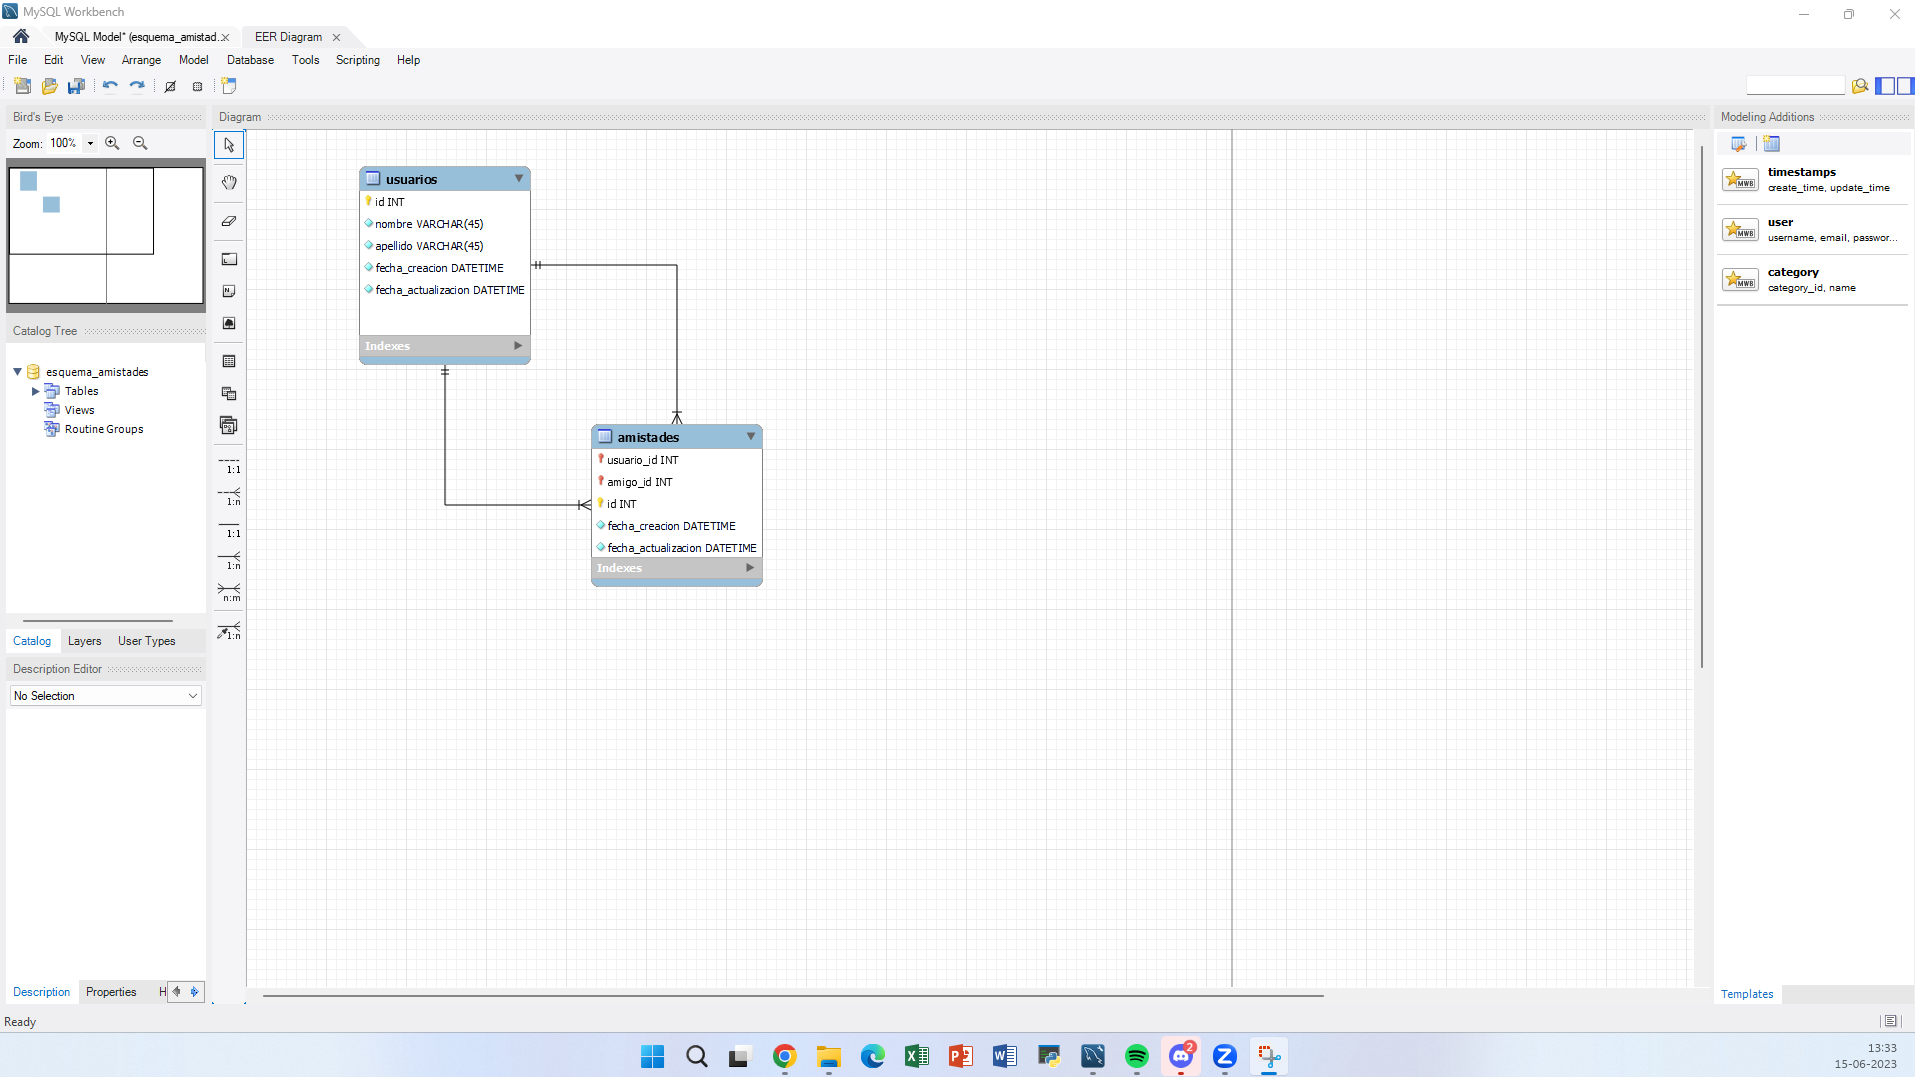 MySQL Workbench
MySQL Model* (esquema_amistad.. EER Diagram
File Edit View Arrange Model Database Tools Scripting Help
Bird's Eye
Zoom: 100%
Catalog Tree
esquema_amistades
Tables
Views
Routine Groups
Catalog Layers User Types
Description Editor
No Selection
Description Properties H
Ready
Diagram
1:1
1:n
1:1
1:n
n:m
1:n
usuarios
id INT
nombre VARCHAR(45)
apellido VARCHAR(45)
fecha_creacion DATETIME
fecha_actualizacion DATETIME
Indexes
amistades
usuario_id INT
amigo_id INT
id INT
fecha_creacion DATETIME
fecha_actualizacion DATETIME
Indexes
Modeling Additions
MWB
timestamps
create_time, update_time
MWB
user
username, email, passwor...
MWB
category
category_id, name
Templates
2
13:33
15-06-2023